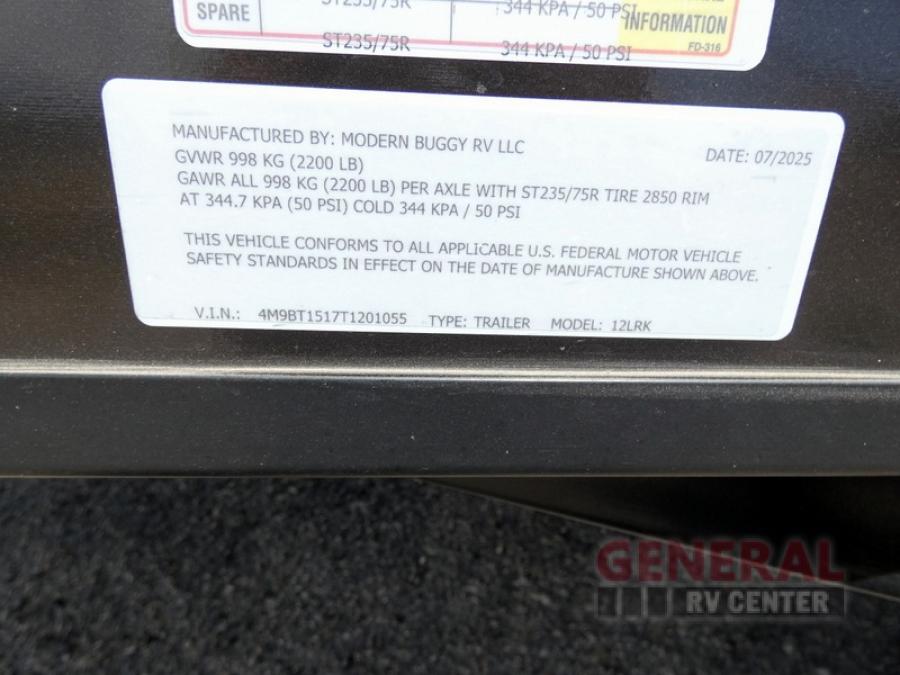 SPARE ST235/75R 344 KPA / 50 PSI
ST235/75R 344 KPA / 50 PSI
INFORMATION
FD-316
MANUFACTURED BY: MODERN BUGGY RV LLC
DATE: 07/2025
GVWR 998 KG (2200 LB)
GAWR ALL 998 KG (2200 LB) PER AXLE WITH ST235/75R TIRE 2850 RIM
AT 344.7 KPA (50 PSI) COLD 344 KPA / 50 PSI
THIS VEHICLE CONFORMS TO ALL APPLICABLE U.S. FEDERAL MOTOR VEHICLE
SAFETY STANDARDS IN EFFECT ON THE DATE OF MANUFACTURE SHOWN ABOVE.
V.I.N.: 4M9BT1517T1201055 TYPE: TRAILER MODEL: 12LRK
GENERAL
RV CENTER